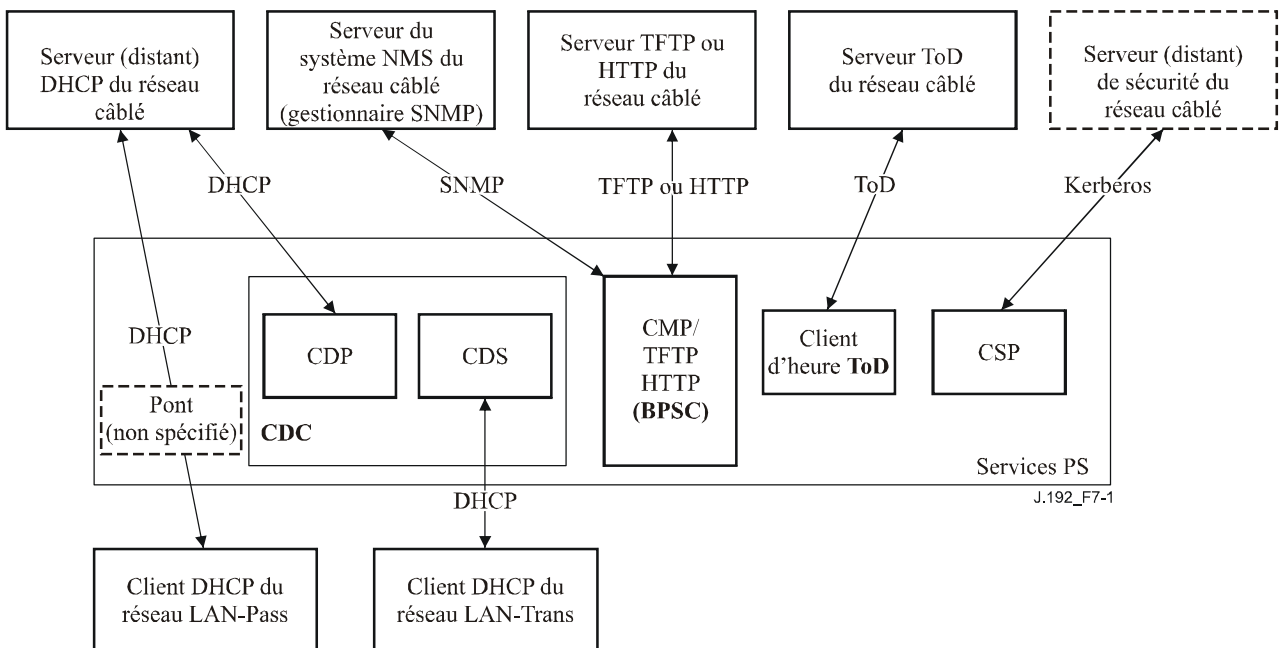 Serveur (distant)
DHCP du réseau
câblé
Serveur du
système NMS du
réseau câblé
(gestionnaire SNMP)
Serveur TFTP ou
HTTP du
réseau câblé
Serveur ToD
du réseau câblé
Serveur (distant)
de sécurité du
réseau câblé
DHCP
SNMP
TFTP ou HTTP
ToD
Kerberos
DHCP
CDP
CDS
CMP/
TFTP
HTTP
(BPSC)
Client
d'heure ToD
CSP
Pont
(non spécifié)
CDC
Services PS
J.192_F7-1
DHCP
Client DHCP du
réseau LAN-Pass
Client DHCP du
réseau LAN-Trans